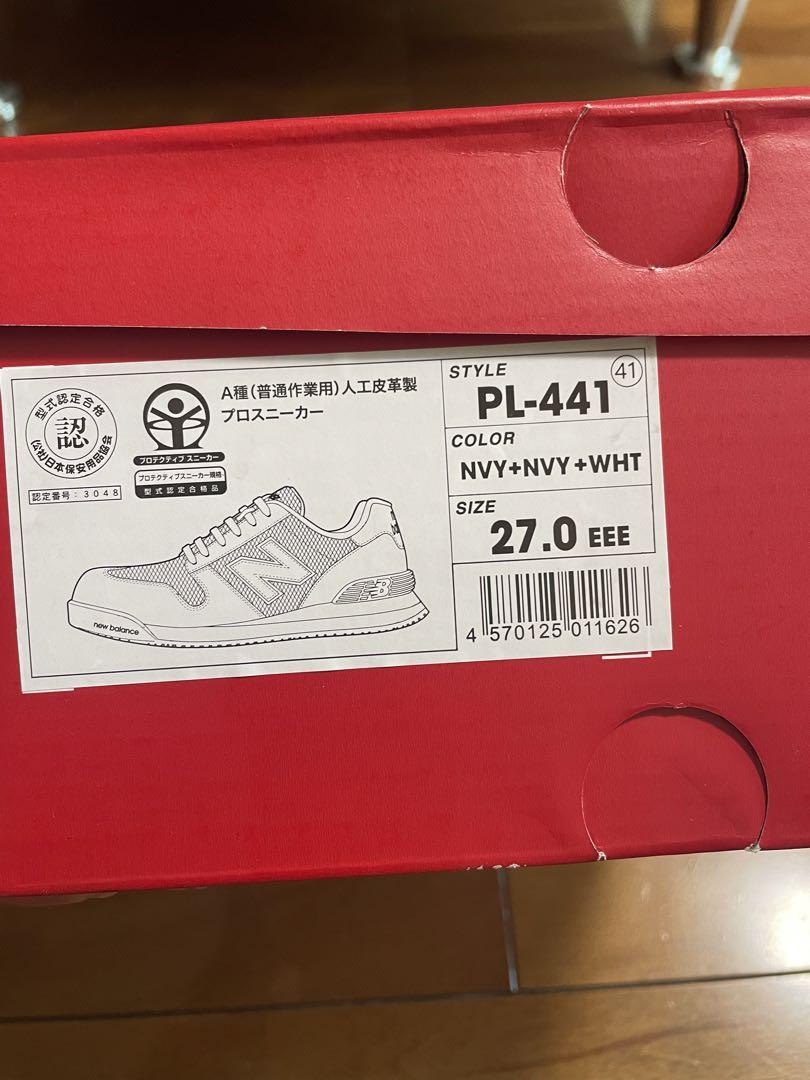 型式認定合格
認
(公社)日本保安用品協会
認定番号：3048
プロテクティブ スニーカー
プロテクティブスニーカー規格
型式認定合格品
A種(普通作業用)人工皮革製
プロスニーカー
N
NB
new balance
STYLE
41
PL-441
COLOR
NVY+NVY+WHT
SIZE
27.0 EEE
4 570125 011626